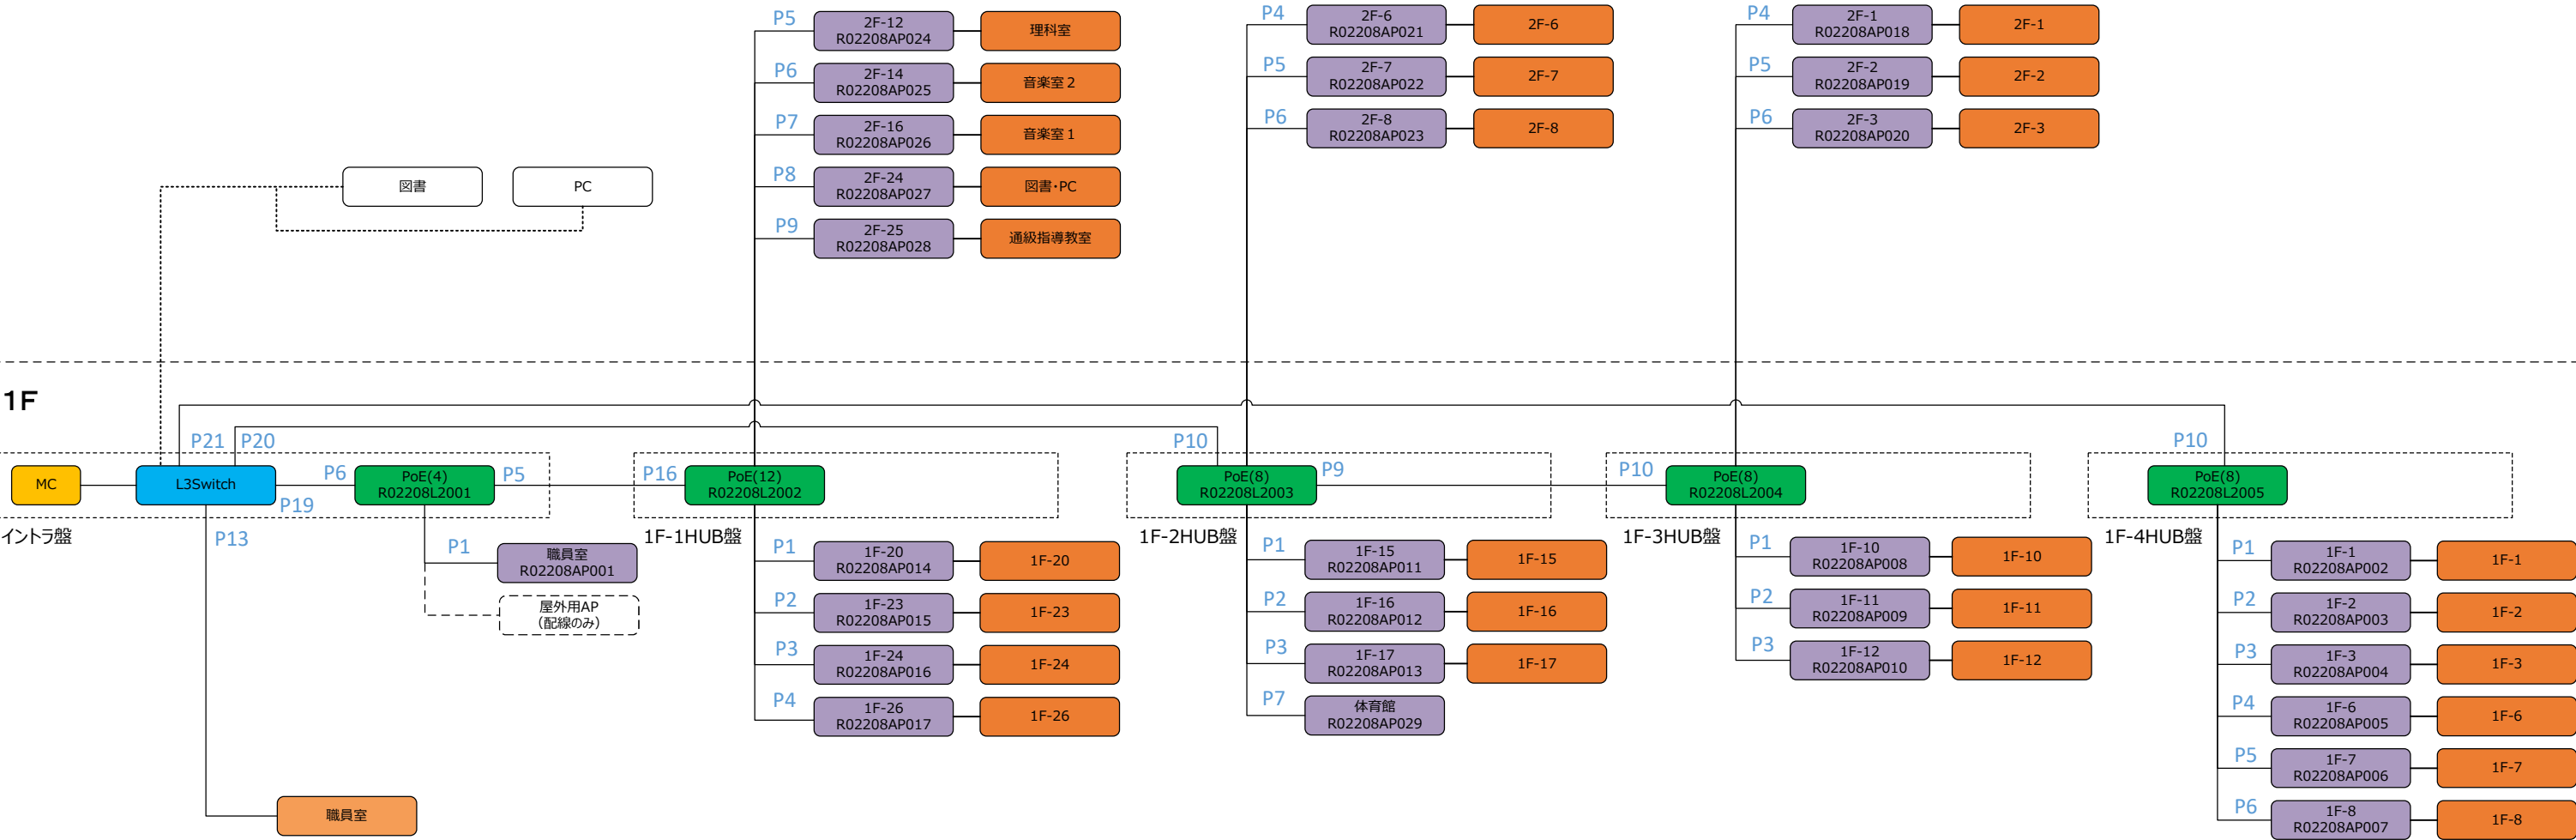 P5
2F-12
R02208AP024
理科室
P6
2F-14
R02208AP025
音楽室2
P7
2F-16
R02208AP026
音楽室1
P8
2F-24
R02208AP027
図書・PC
P9
2F-25
R02208AP028
通級指導教室
P4
2F-6
R02208AP021
2F-6
P5
2F-7
R02208AP022
2F-7
P6
2F-8
R02208AP023
2F-8
P4
2F-1
R02208AP018
2F-1
P5
2F-2
R02208AP019
2F-2
P6
2F-3
R02208AP020
2F-3
図書
PC
1F
P21
P20
P10
P10
MC
L3Switch
P6
P19
PoE(4)
R02208L2001
P5
P16
PoE(12)
R02208L2002
PoE(8)
R02208L2003
P9
P10
PoE(8)
R02208L2004
PoE(8)
R02208L2005
イントラ盤
P13
1F-1HUB盤
1F-2HUB盤
1F-3HUB盤
1F-4HUB盤
P1
職員室
R02208AP001
屋外用AP
(配線のみ)
職員室
P1
1F-20
R02208AP014
1F-20
P2
1F-23
R02208AP015
1F-23
P3
1F-24
R02208AP016
1F-24
P4
1F-26
R02208AP017
1F-26
P1
1F-15
R02208AP011
1F-15
P2
1F-16
R02208AP012
1F-16
P3
1F-17
R02208AP013
1F-17
P7
体育館
R02208AP029
P1
1F-10
R02208AP008
1F-10
P2
1F-11
R02208AP009
1F-11
P3
1F-12
R02208AP010
1F-12
P1
1F-1
R02208AP002
1F-1
P2
1F-2
R02208AP003
1F-2
P3
1F-3
R02208AP004
1F-3
P4
1F-6
R02208AP005
1F-6
P5
1F-7
R02208AP006
1F-7
P6
1F-8
R02208AP007
1F-8